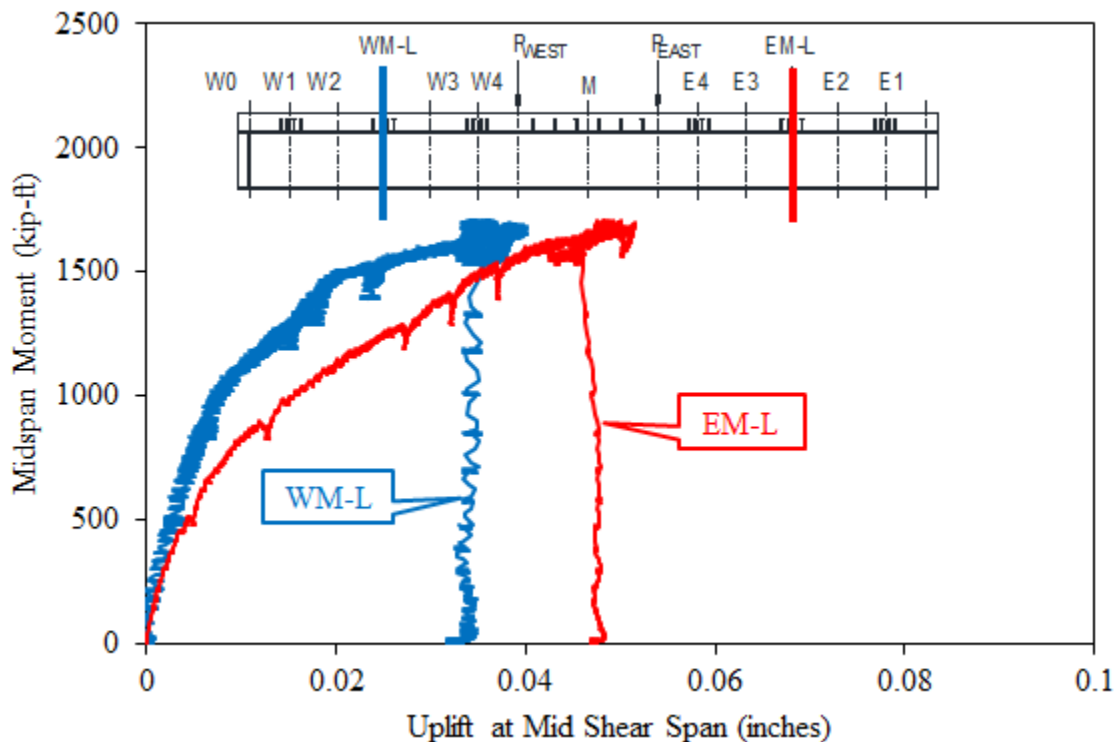 2500
2000
1500
1000
500
0
Midspan Moment (kip-ft)
WM-L PWEST PEAST EM-L
W0 W1 W2 W3 W4 M E4 E3 E2 E1
EM-L
WM-L
0 0.02 0.04 0.06 0.08 0.1
Uplift at Mid Shear Span (inches)